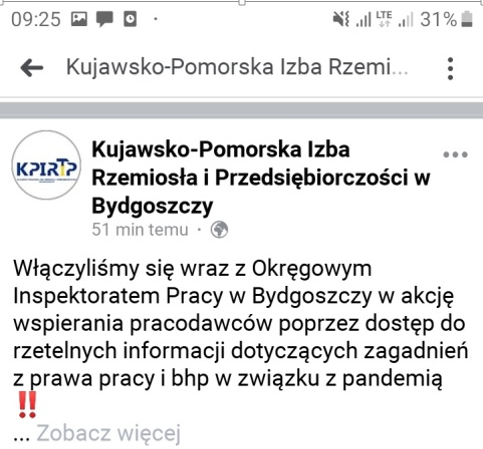 09:25 LTE 31%
Kujawsko-Pomorska Izba Rzemi...
KPIRTP
Kujawsko-Pomorska Izba
Rzemiosła i Przedsiębiorczości w
Bydgoszczy
51 min temu ·
Włączyliśmy się wraz z Okręgowym
Inspektoratem Pracy w Bydgoszczy w akcję
wspierania pracodawców poprzez dostęp do
rzetelnych informacji dotyczących zagadnień
z prawa pracy i bhp w związku z pandemią
‼️
... Zobacz więcej